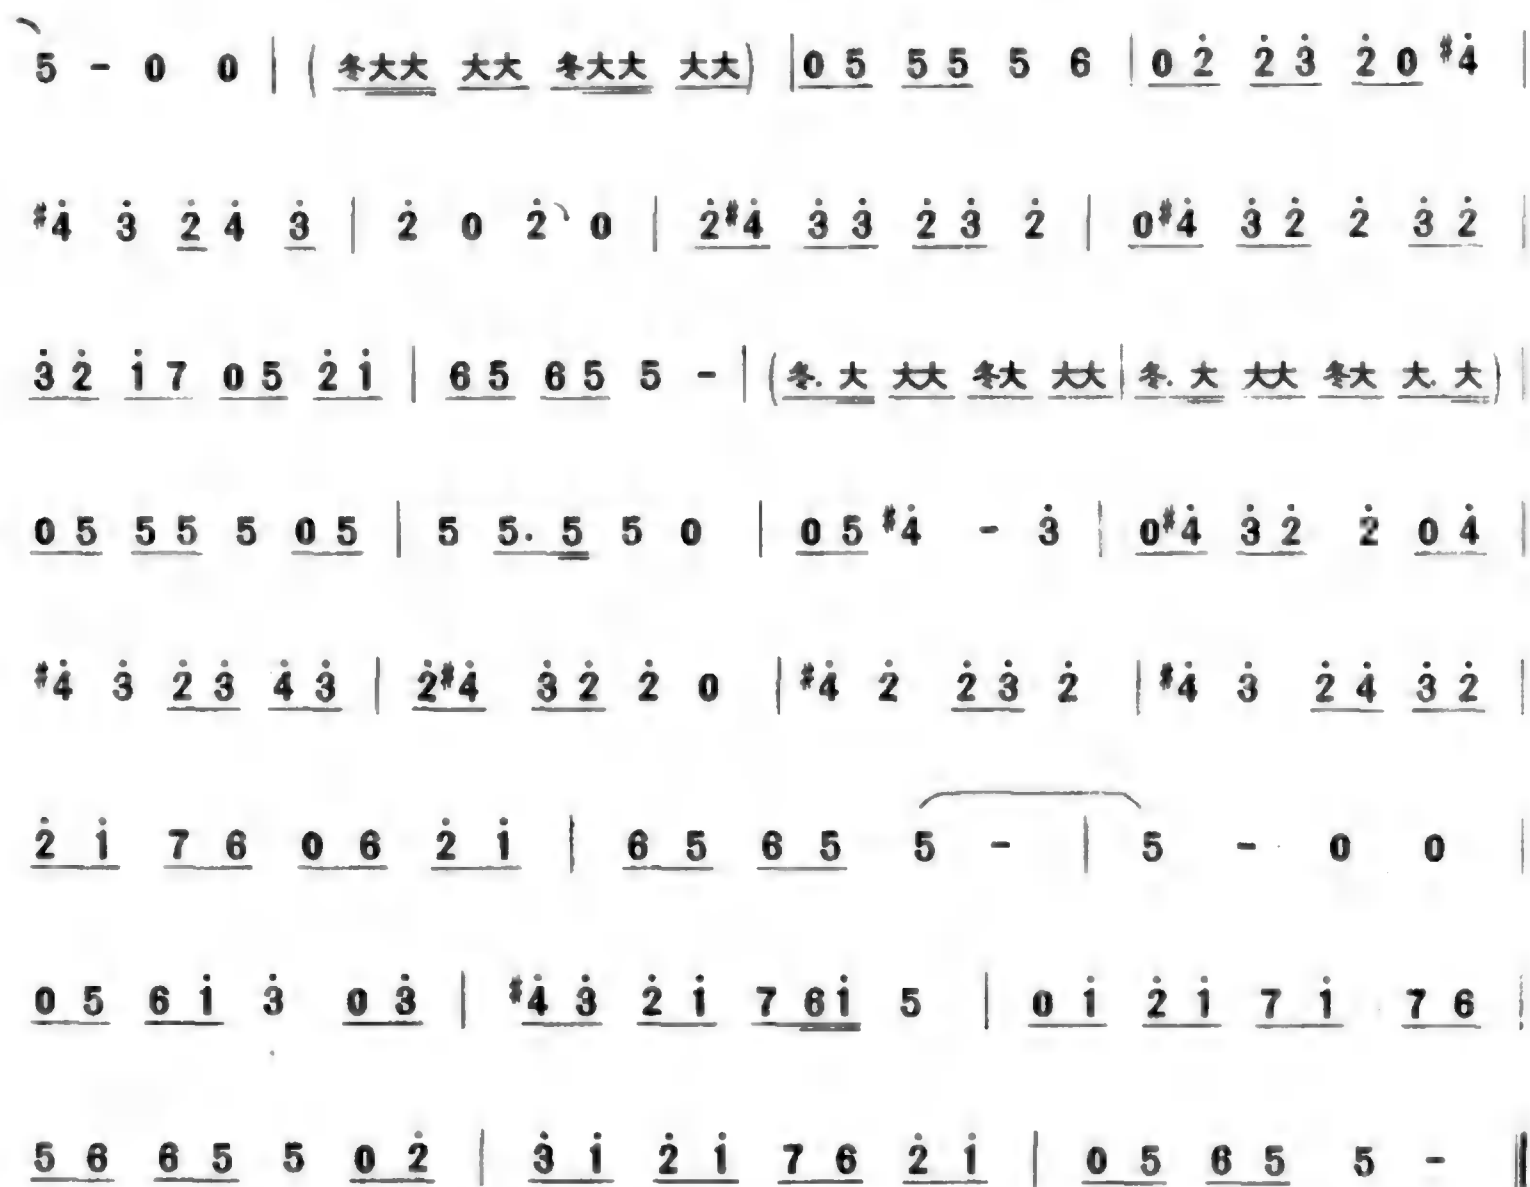 5 - 0 0 | ( 冬大大 大大 冬大大 大大 ) | 0 5 5 5 5 6 | 0 2̇ 2̇ 3̇ 2̇ 0 #4̇ |
#4̇ 3̇ 2̇ 4̇ 3̇ | 2̇ 0 2̇ 0 | 2̇ #4̇ 3̇ 3̇ 2̇ 3̇ 2̇ | 0 #4̇ 3̇ 2̇ 2̇ 3̇ 2̇ |
3̇ 2̇ 1̇ 7 0 5 2̇ 1̇ | 6 5 6 5 5 - | ( 冬. 大 大大 冬大 大大 | 冬. 大 大大 冬大 大. 大 ) |
0 5 5 5 5 0 5 | 5 5. 5 5 0 | 0 5 #4̇ - 3̇ | 0 #4̇ 3̇ 2̇ 2̇ 0 4̇ |
#4̇ 3̇ 2̇ 3̇ 4̇ 3̇ | 2̇ #4̇ 3̇ 2̇ 2̇ 0 | #4̇ 2̇ 2̇ 3̇ 2̇ | #4̇ 3̇ 2̇ 4̇ 3̇ 2̇ |
2̇ 1̇ 7 6 0 6 2̇ 1̇ | 6 5 6 5 5 - | 5 - 0 0 |
0 5 6 1̇ 3̇ 0 3̇ | #4̇ 3̇ 2̇ 1̇ 7 6 1̇ 5 | 0 1̇ 2̇ 1̇ 7 1̇ 7 6 |
5 6 6 5 5 0 2̇ | 3̇ 1̇ 2̇ 1̇ 7 6 2̇ 1̇ | 0 5 6 5 5 - ‖